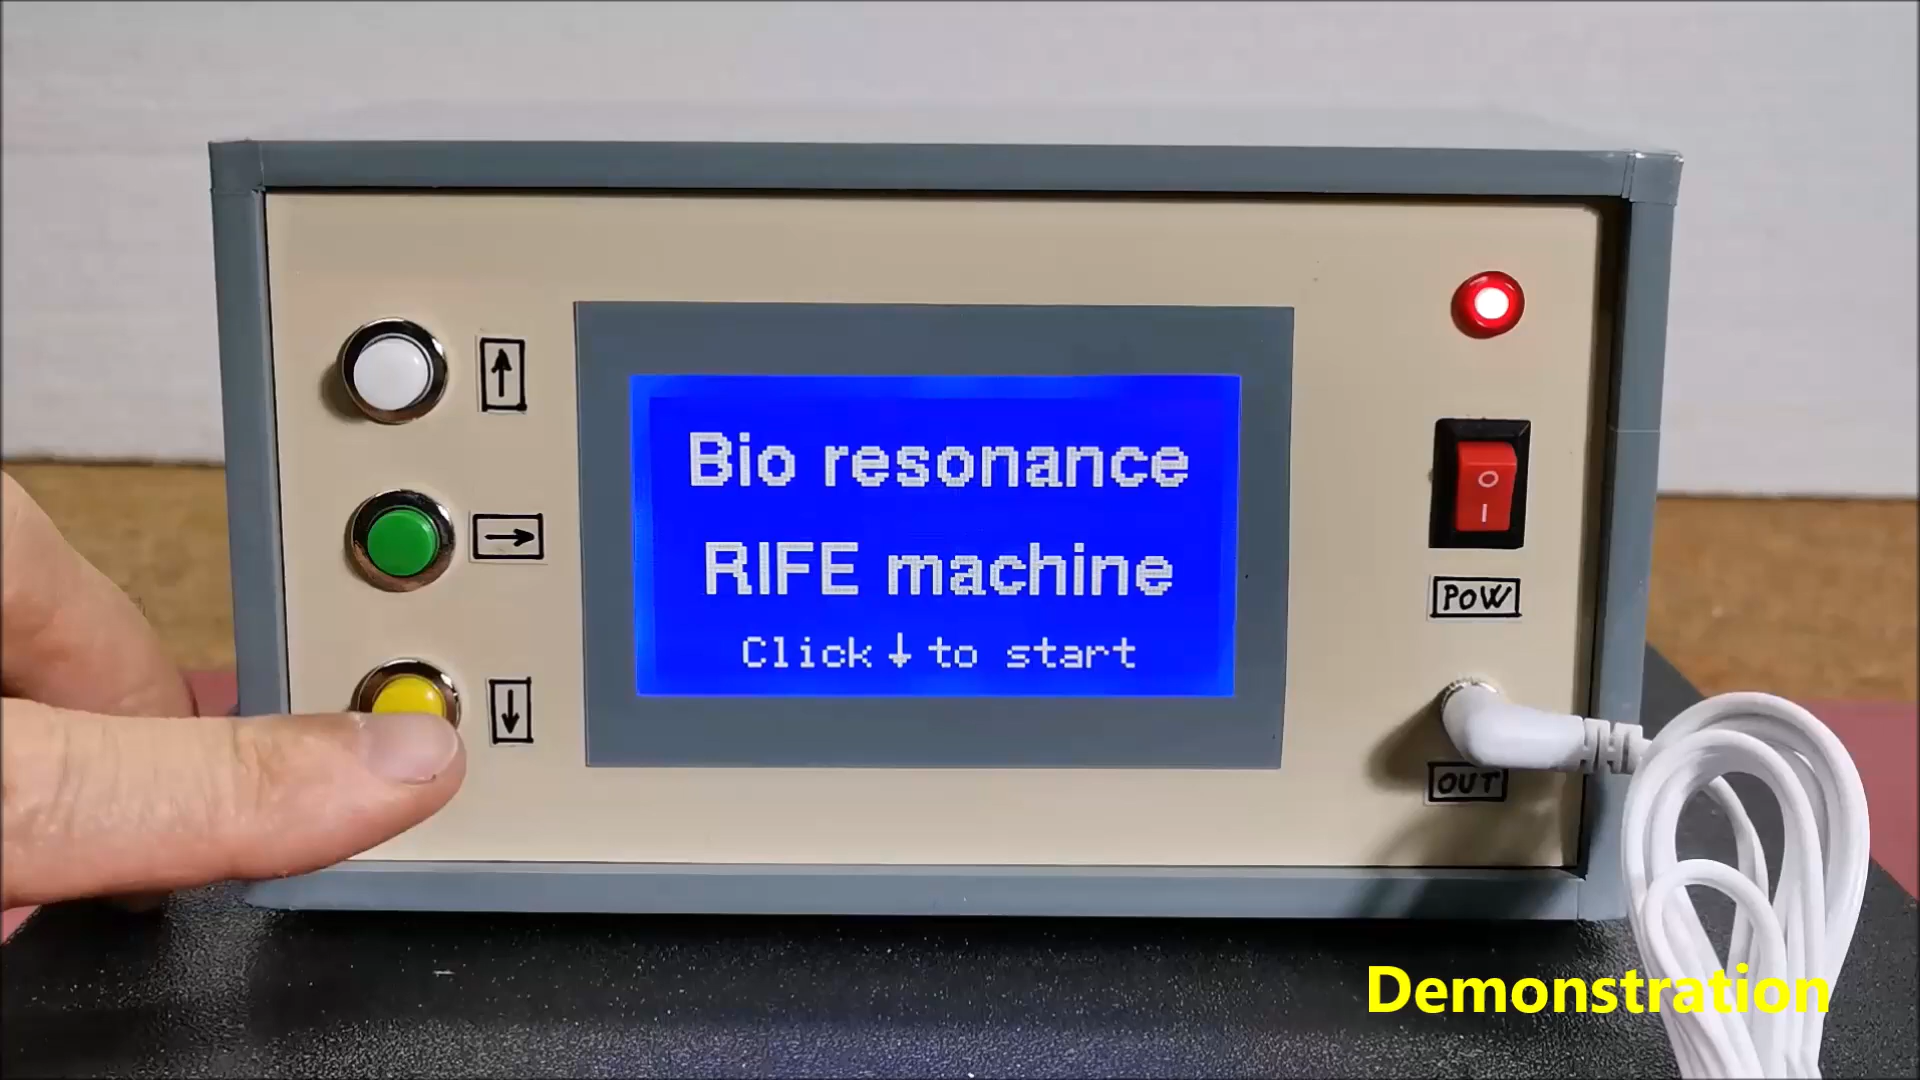 Bio resonance
RIFE machine
Click ↓ to start
↑
→
↓
O
I
POW
OUT
Demonstration